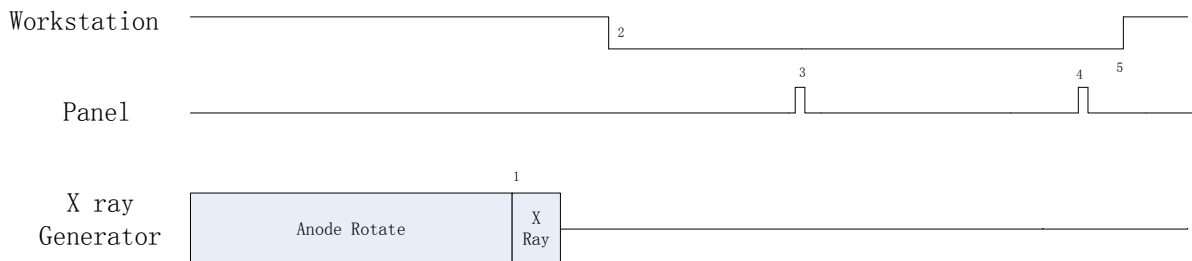 Workstation
2
3
4
5
Panel
1
X ray
Generator
Anode Rotate
X
Ray